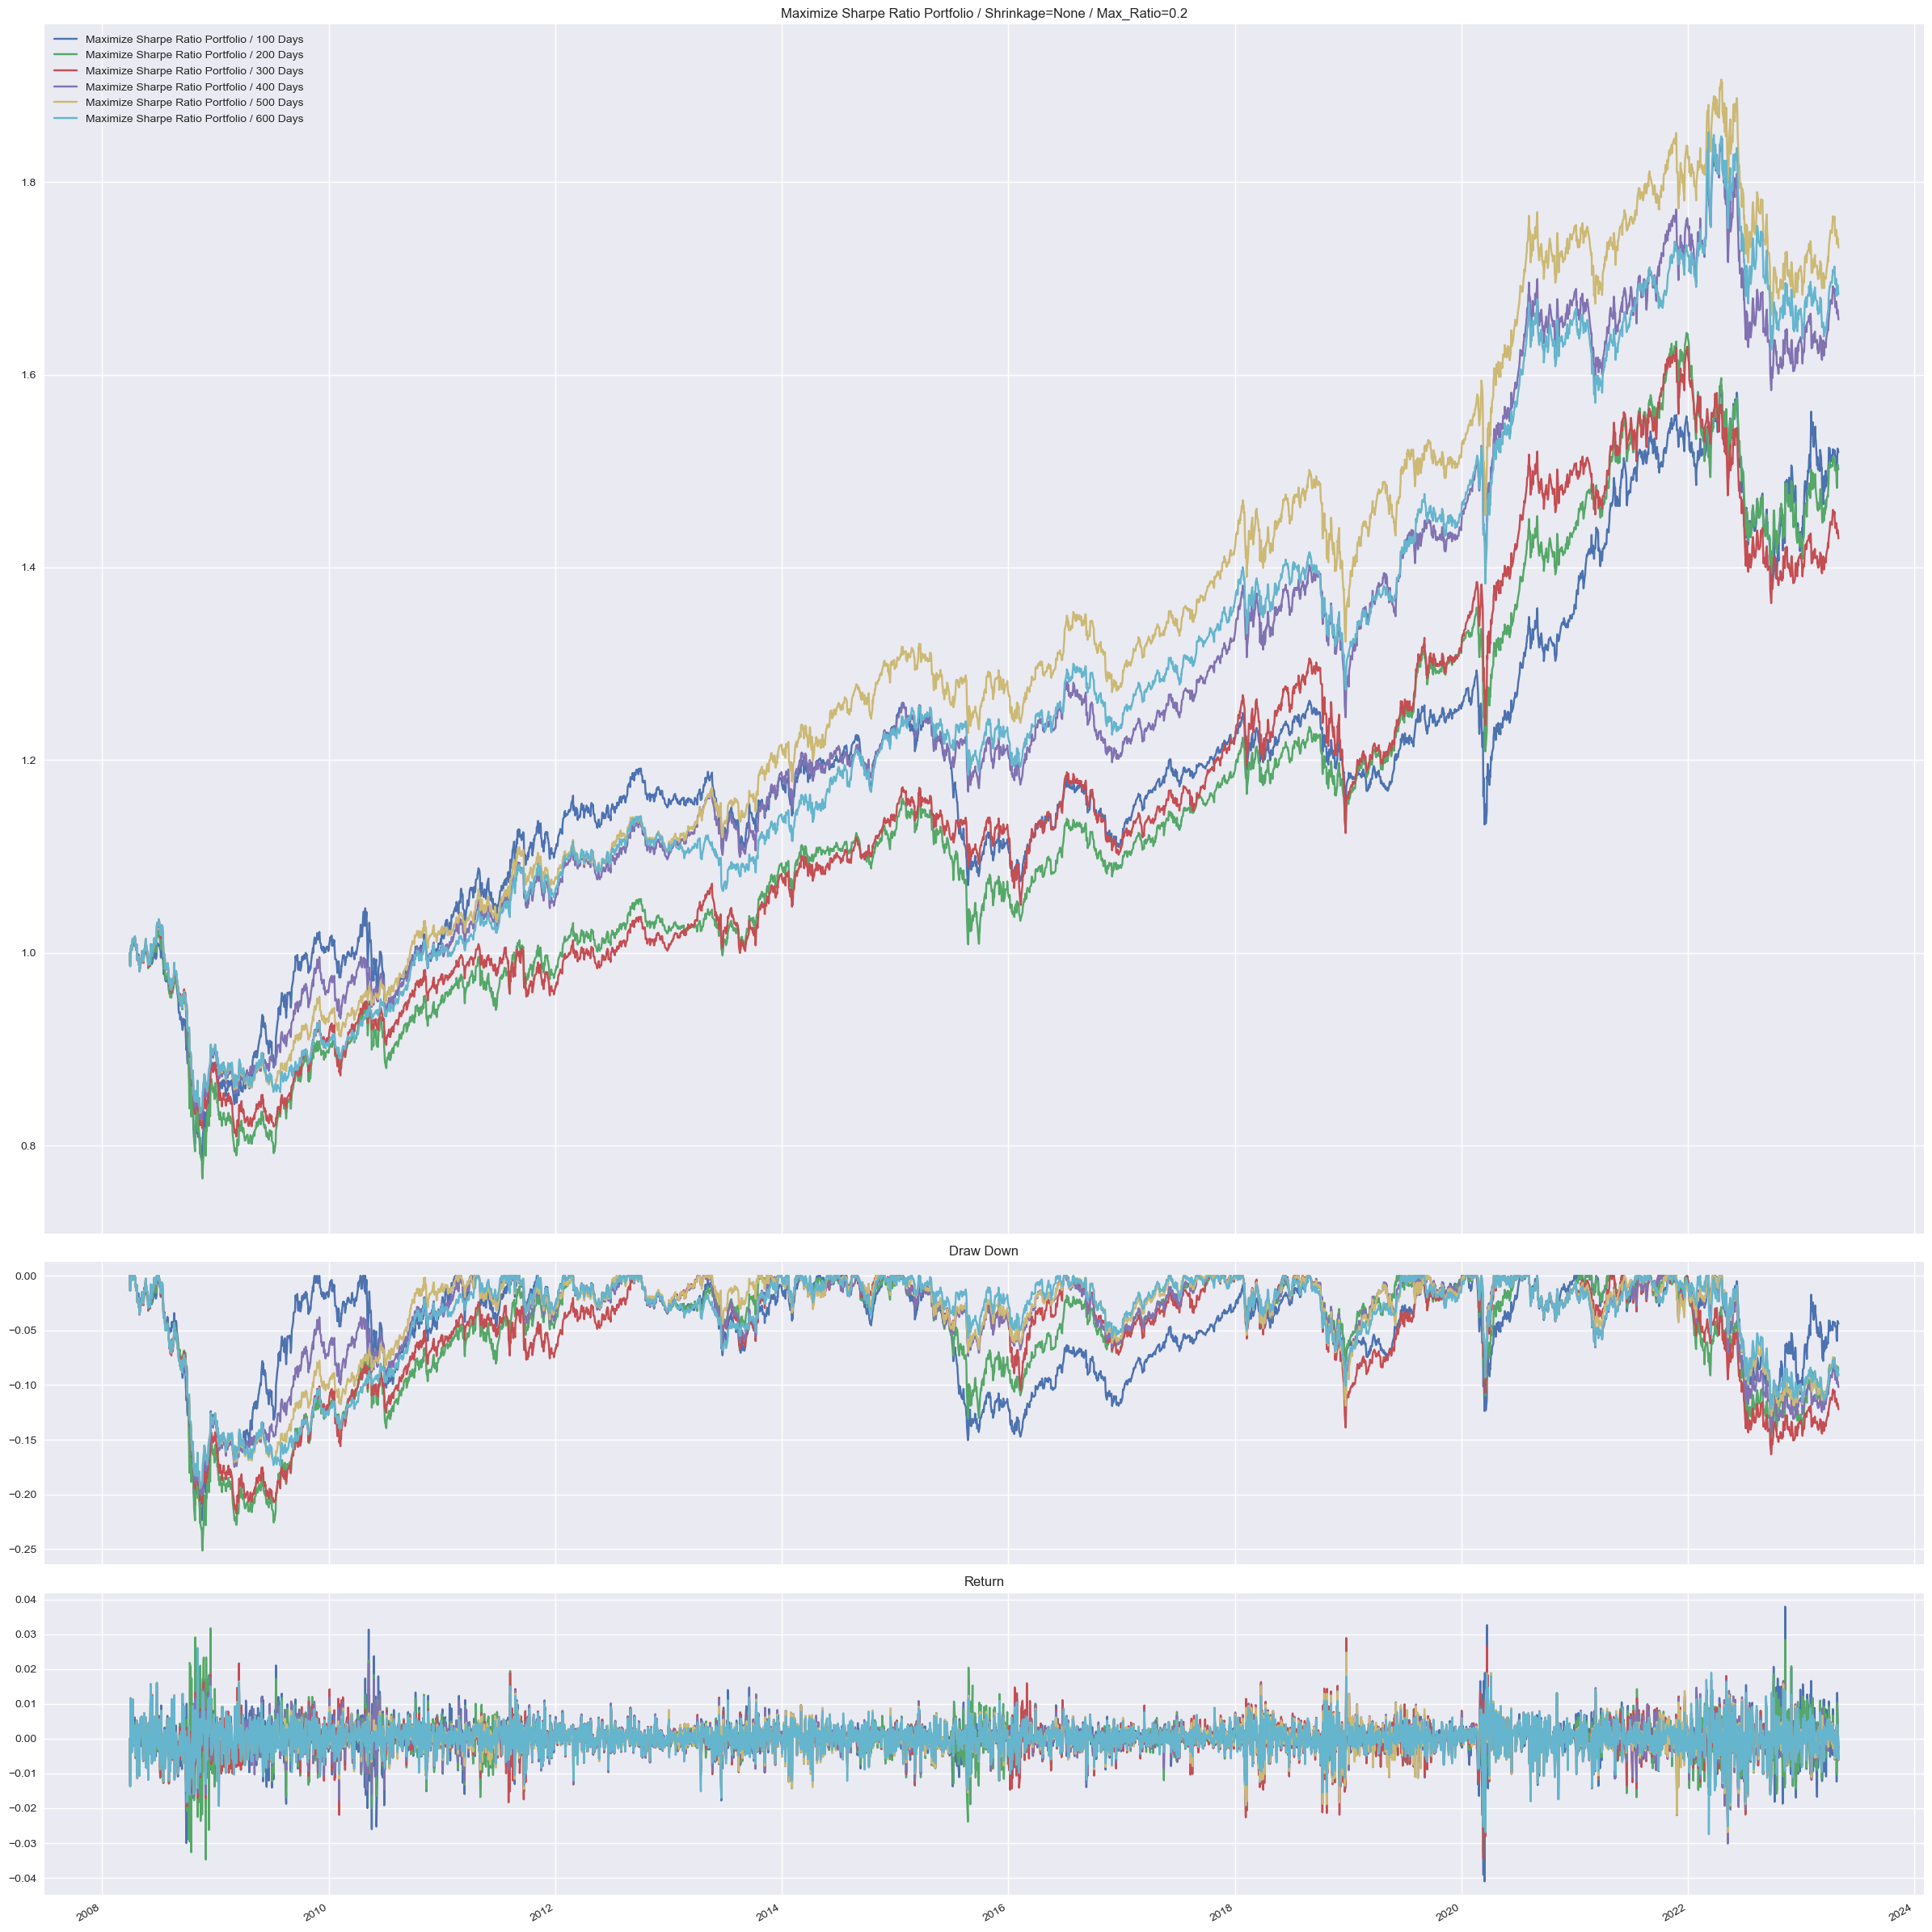 Maximize Sharpe Ratio Portfolio / Shrinkage=None / Max_Ratio=0.2
Maximize Sharpe Ratio Portfolio / 100 Days
Maximize Sharpe Ratio Portfolio / 200 Days
Maximize Sharpe Ratio Portfolio / 300 Days
Maximize Sharpe Ratio Portfolio / 400 Days
Maximize Sharpe Ratio Portfolio / 500 Days
Maximize Sharpe Ratio Portfolio / 600 Days
1.8
1.6
1.4
1.2
1.0
0.8
Draw Down
0.00
−0.05
−0.10
−0.15
−0.20
−0.25
Return
0.04
0.03
0.02
0.01
0.00
−0.01
−0.02
−0.03
−0.04
2008 2010 2012 2014 2016 2018 2020 2022 2024